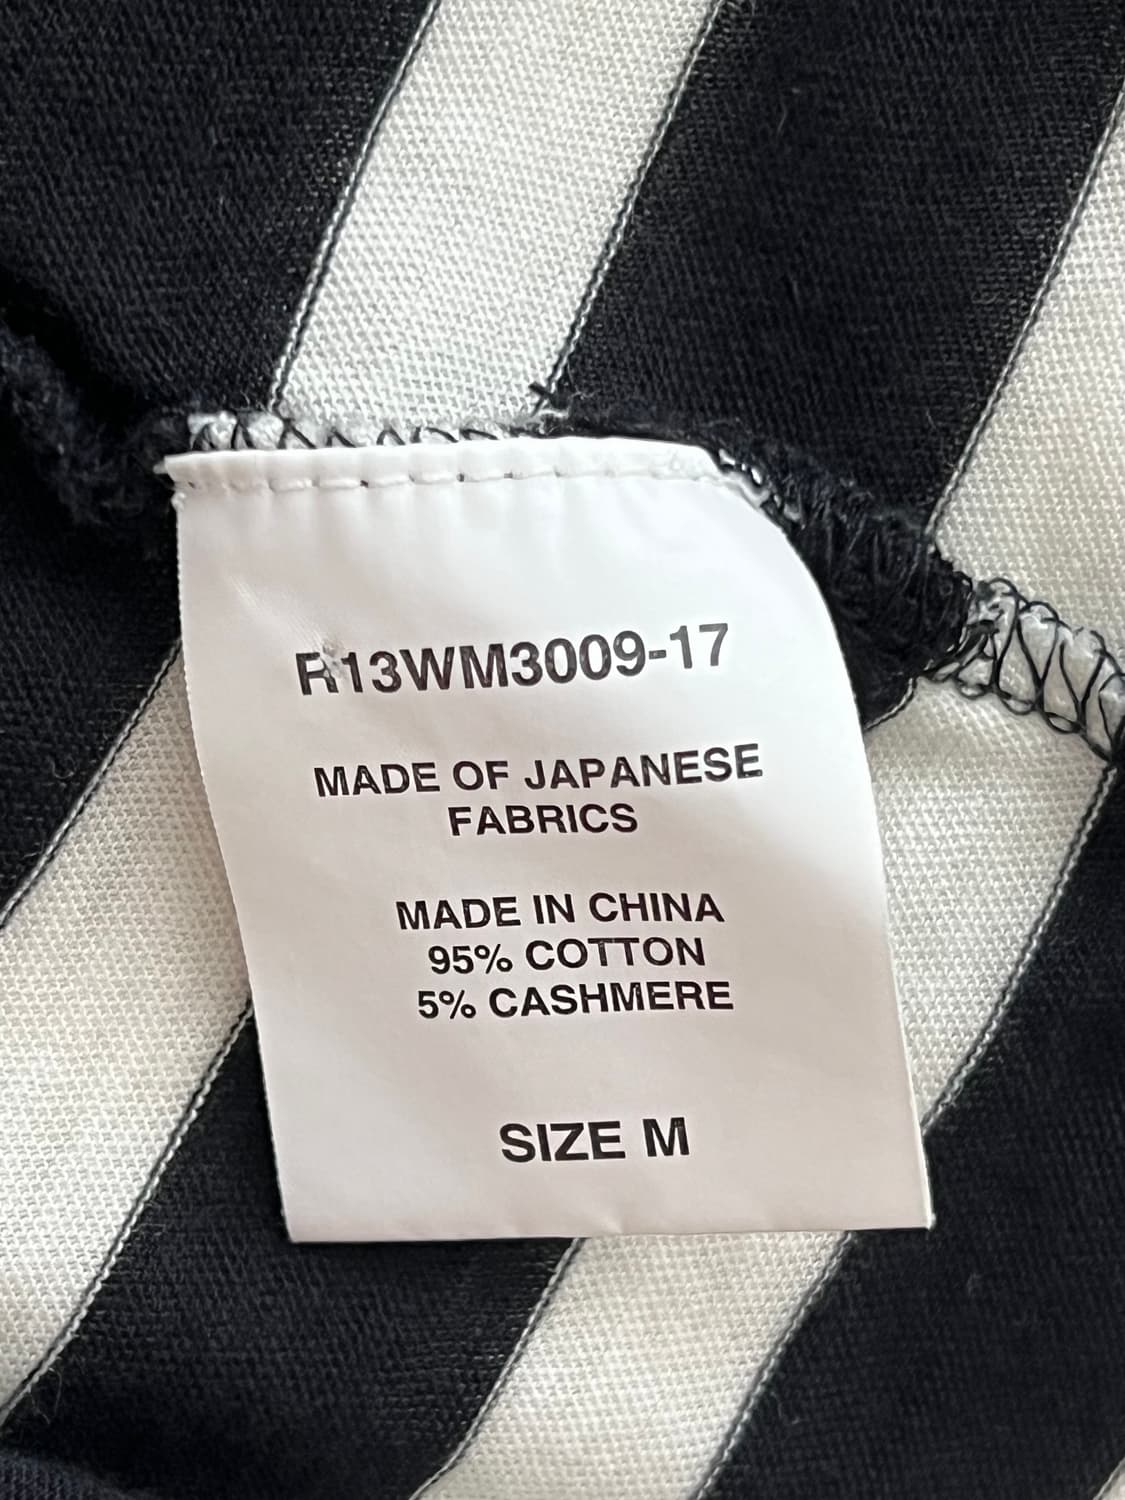 R13WM3009-17
MADE OF JAPANESE
FABRICS
MADE IN CHINA
95% COTTON
5% CASHMERE
SIZE M